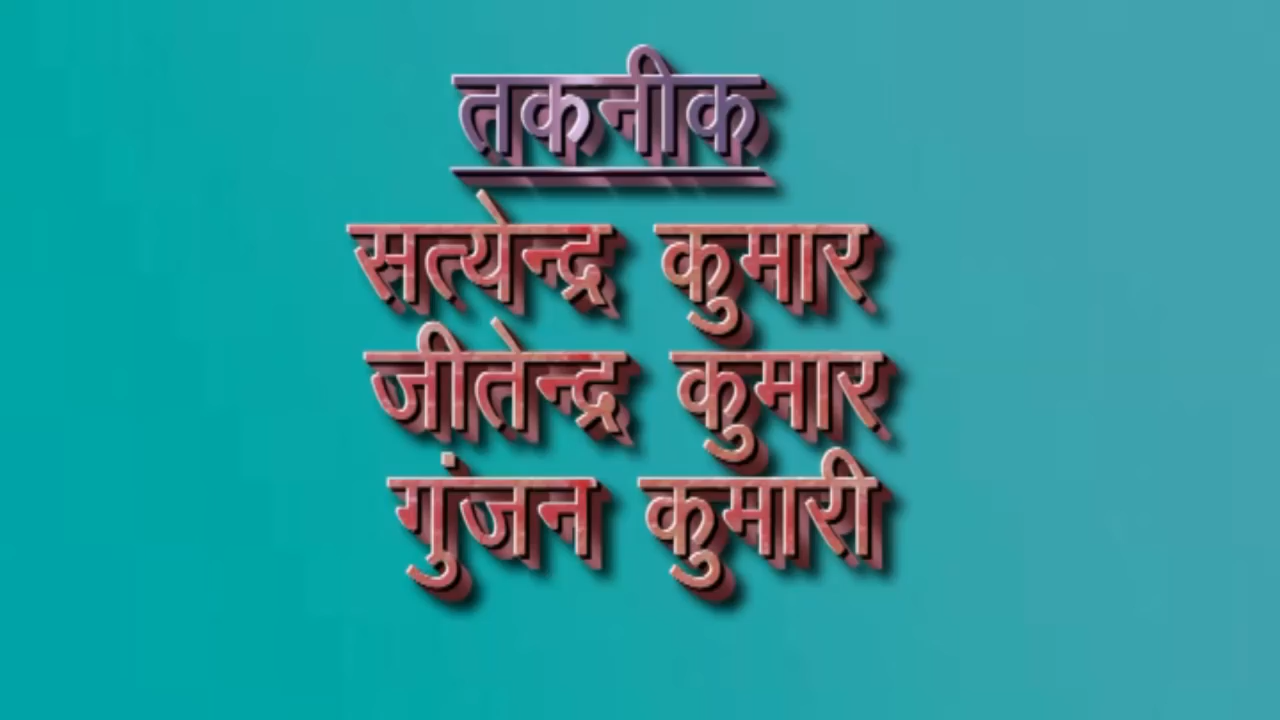 तकनीक
सत्येन्द्र कुमार
जीतेन्द्र कुमार
गुंजन कुमारी